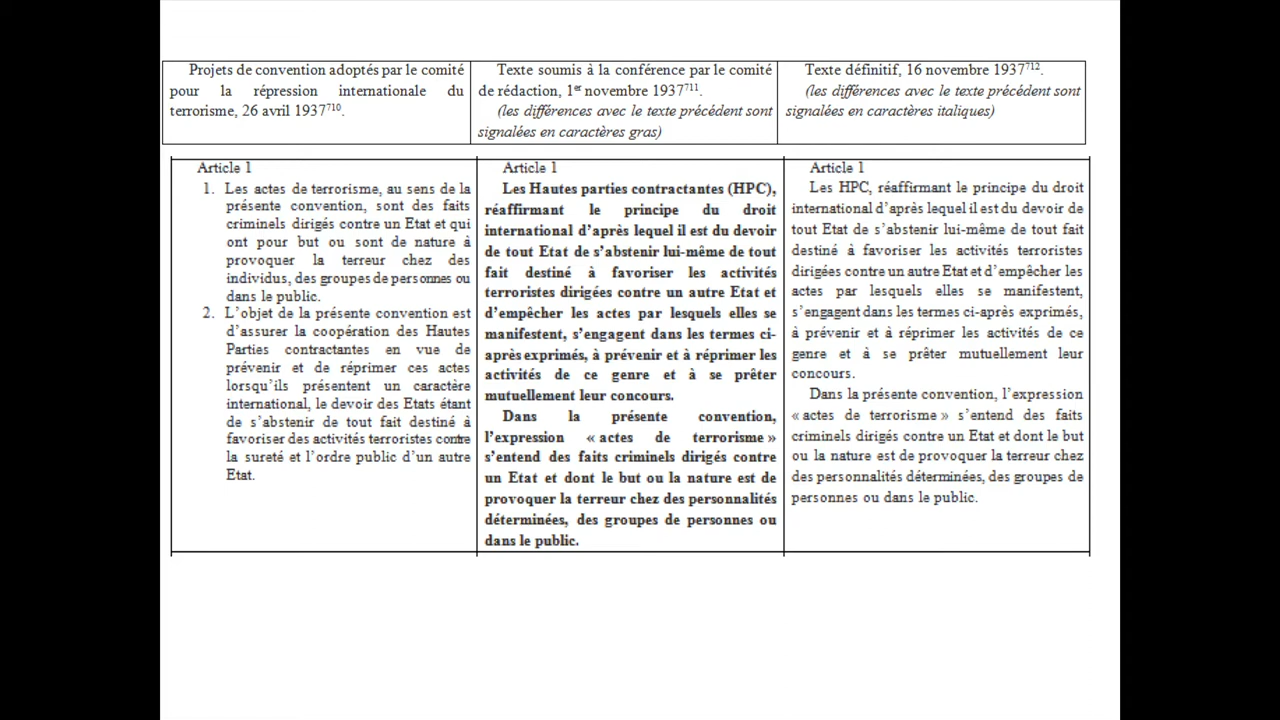 Projets de convention adoptés par le comité
pour la répression internationale du
terrorisme, 26 avril 1937710.
Texte soumis à la conférence par le comité
de rédaction, 1er novembre 1937711.
(les différences avec le texte précédent sont
signalées en caractères gras)
Texte définitif, 16 novembre 1937712.
(les différences avec le texte précédent sont
signalées en caractères italiques)
Article 1
1. Les actes de terrorisme, au sens de la
présente convention, sont des faits
criminels dirigés contre un Etat et qui
ont pour but ou sont de nature à
provoquer la terreur chez des
individus, des groupes de personnes ou
dans le public.
2. L'objet de la présente convention est
d'assurer la coopération des Hautes
Parties contractantes en vue de
prévenir et de réprimer ces actes
lorsqu'ils présentent un caractère
international, le devoir des Etats étant
de s'abstenir de tout fait destiné à
favoriser des activités terroristes contre
la sureté et l'ordre public d'un autre
Etat.
Article 1
Les Hautes parties contractantes (HPC),
réaffirmant le principe du droit
international d'après lequel il est du devoir
de tout Etat de s'abstenir lui-même de tout
fait destiné à favoriser les activités
terroristes dirigées contre un autre Etat et
d'empêcher les actes par lesquels elles se
manifestent, s'engagent dans les termes ci-
après exprimés, à prévenir et à réprimer les
activités de ce genre et à se prêter
mutuellement leur concours.
Dans la présente convention,
l'expression « actes de terrorisme »
s'entend des faits criminels dirigés contre
un Etat et dont le but ou la nature est de
provoquer la terreur chez des personnalités
déterminées, des groupes de personnes ou
dans le public.
Article 1
Les HPC, réaffirmant le principe du droit
international d'après lequel il est du devoir de
tout Etat de s'abstenir lui-même de tout fait
destiné à favoriser les activités terroristes
dirigées contre un autre Etat et d'empêcher les
actes par lesquels elles se manifestent,
s'engagent dans les termes ci-après exprimés,
à prévenir et à réprimer les activités de ce
genre et à se prêter mutuellement leur
concours.
Dans la présente convention, l'expression
« actes de terrorisme » s'entend des faits
criminels dirigés contre un Etat et dont le but
ou la nature est de provoquer la terreur chez
des personnalités déterminées, des groupes de
personnes ou dans le public.